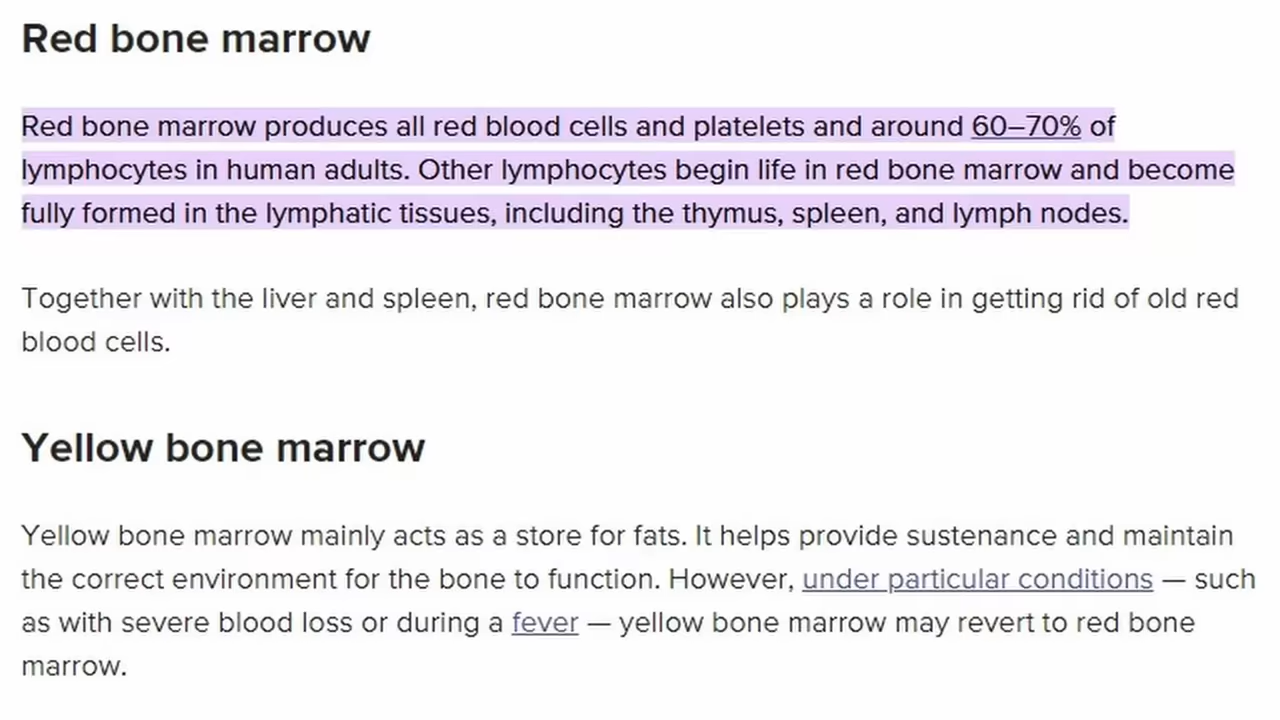 Red bone marrow
Red bone marrow produces all red blood cells and platelets and around 60–70% of
lymphocytes in human adults. Other lymphocytes begin life in red bone marrow and become
fully formed in the lymphatic tissues, including the thymus, spleen, and lymph nodes.
Together with the liver and spleen, red bone marrow also plays a role in getting rid of old red
blood cells.
Yellow bone marrow
Yellow bone marrow mainly acts as a store for fats. It helps provide sustenance and maintain
the correct environment for the bone to function. However, under particular conditions — such
as with severe blood loss or during a fever — yellow bone marrow may revert to red bone
marrow.